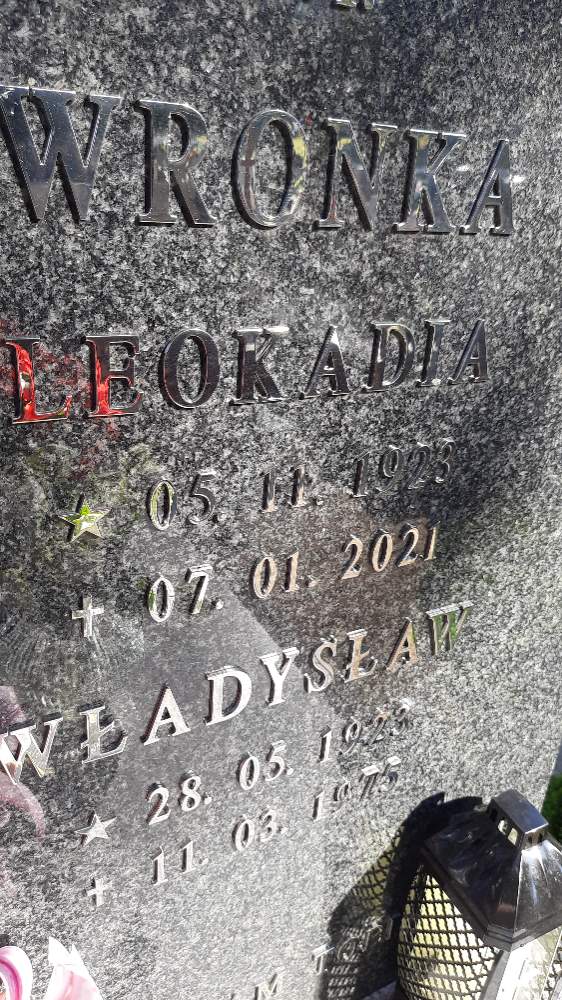 WRONKA
LEOKADIA
05. 11. 1923
07. 01. 2021
WŁADYSŁAW
28. 05. 1923
11. 03. 1975